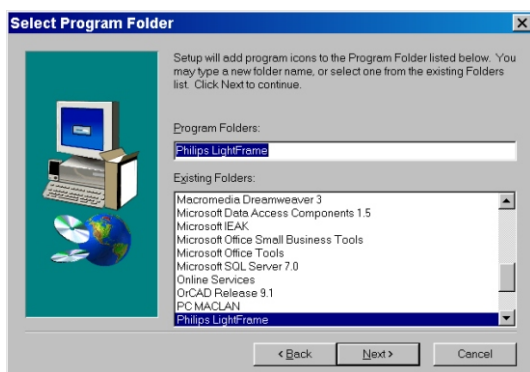 Select Program Folder
Setup will add program icons to the Program Folder listed below. You
may type a new folder name, or select one from the existing Folders
list. Click Next to continue.
Program Folders:
Philips LightFrame
Existing Folders:
Macromedia Dreamweaver 3
Microsoft Data Access Components 1.5
Microsoft IEAK
Microsoft Office Small Business Tools
Microsoft Office Tools
Microsoft SQL Server 7.0
Online Services
OrCAD Release 9.1
PC MACLAN
Philips LightFrame
< Back
Next >
Cancel